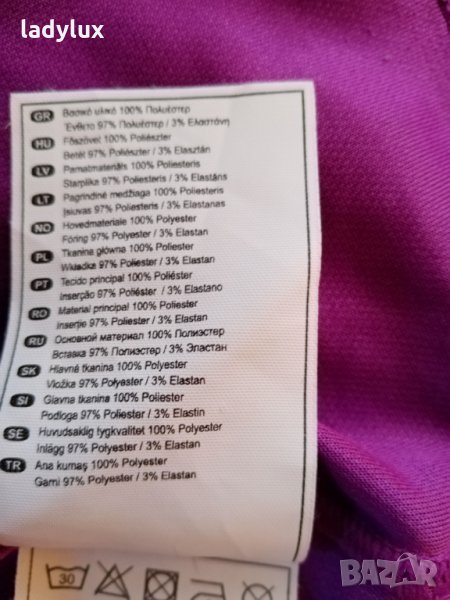 ladylux
GR Βασικό υλικό 100% Πολυέστερ
Ένθετο 97% Πολυέστερ / 3% Ελαστάνη
HU Főszövet 100% Poliészter
Betét 97% Poliészter / 3% Elasztán
LV Pamatmateriāls 100% Poliesteris
Starplika 97% Poliesteris / 3% Elastāns
LT Pagrindinė medžiaga 100% Poliesteris
Įsiuvas 97% Poliesteris / 3% Elastanas
NO Hovedmateriale 100% Polyester
Fôring 97% Polyester / 3% Elastan
PL Tkanina główna 100% Poliester
Wkładka 97% Poliester / 3% Elastan
PT Tecido principal 100% Poliéster
Inserção 97% Poliéster / 3% Elastano
RO Material principal 100% Poliester
Inserție 97% Poliester / 3% Elastan
RU Основной материал 100% Полиэстер
Вставка 97% Полиэстер / 3% Эластан
SK Hlavná tkanina 100% Polyester
Vložka 97% Polyester / 3% Elastan
SI Glavna tkanina 100% Poliester
Podloga 97% Poliester / 3% Elastin
SE Huvudsaklig tygkvalitet 100% Polyester
Inlägg 97% Polyester / 3% Elastan
TR Ana kumaş 100% Polyester
Garni 97% Polyester / 3% Elastan
30
BAZAR